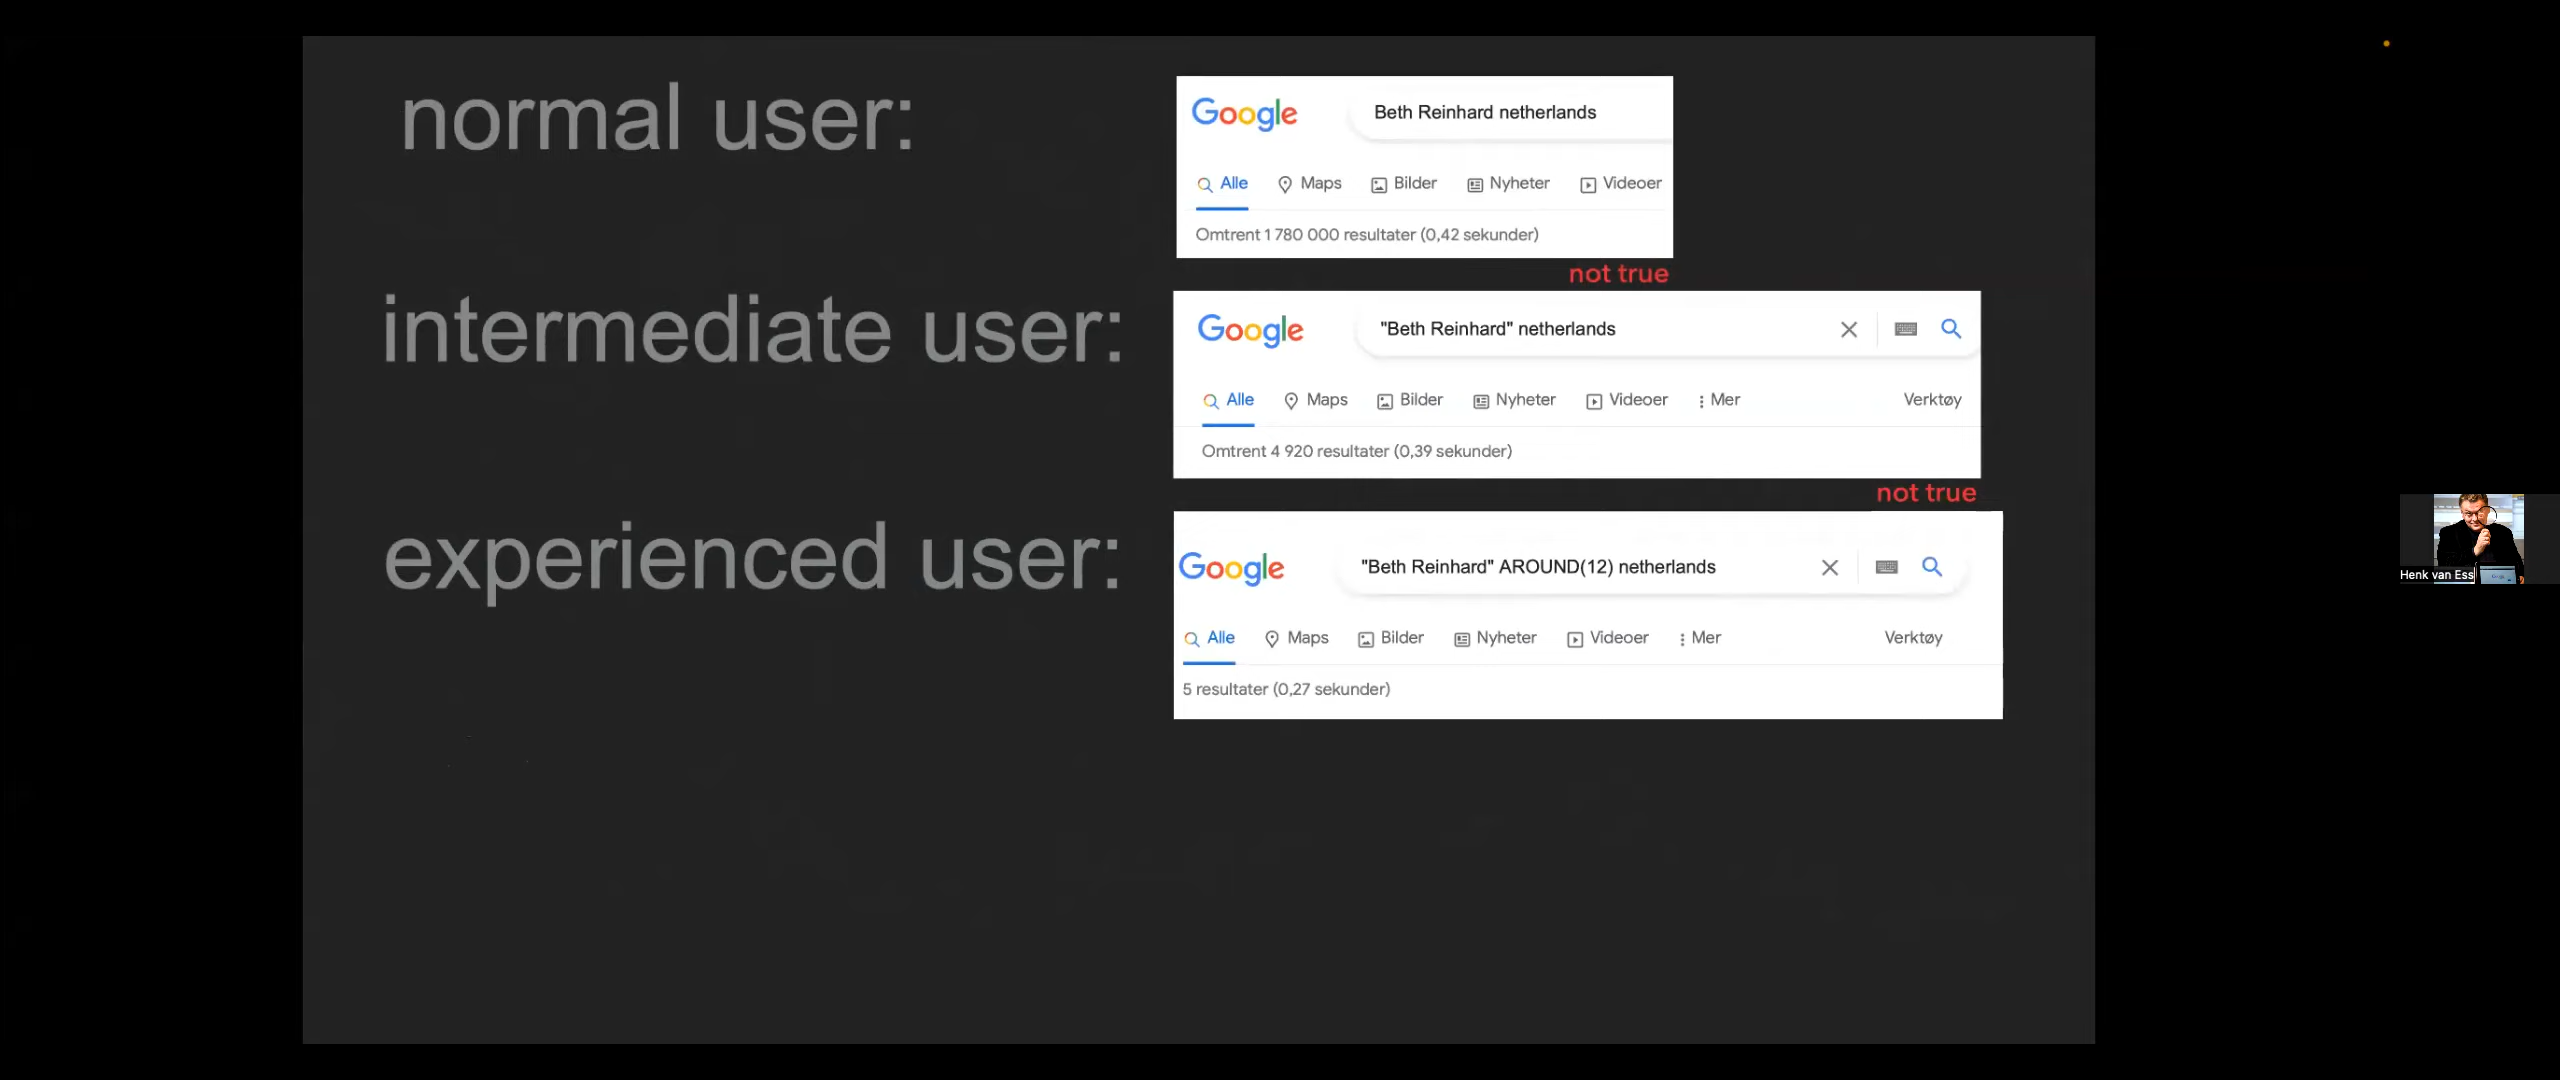 normal user:
Google
Beth Reinhard netherlands
Alle Maps Bilder Nyheter Videoer
Omtrent 1 780 000 resultater (0,42 sekunder)
not true
intermediate user:
Google
"Beth Reinhard" netherlands
Alle Maps Bilder Nyheter Videoer Mer Verktøy
Omtrent 4 920 resultater (0,39 sekunder)
not true
experienced user:
Google
"Beth Reinhard" AROUND(12) netherlands
Alle Maps Bilder Nyheter Videoer Mer Verktøy
5 resultater (0,27 sekunder)
Henk van Ess